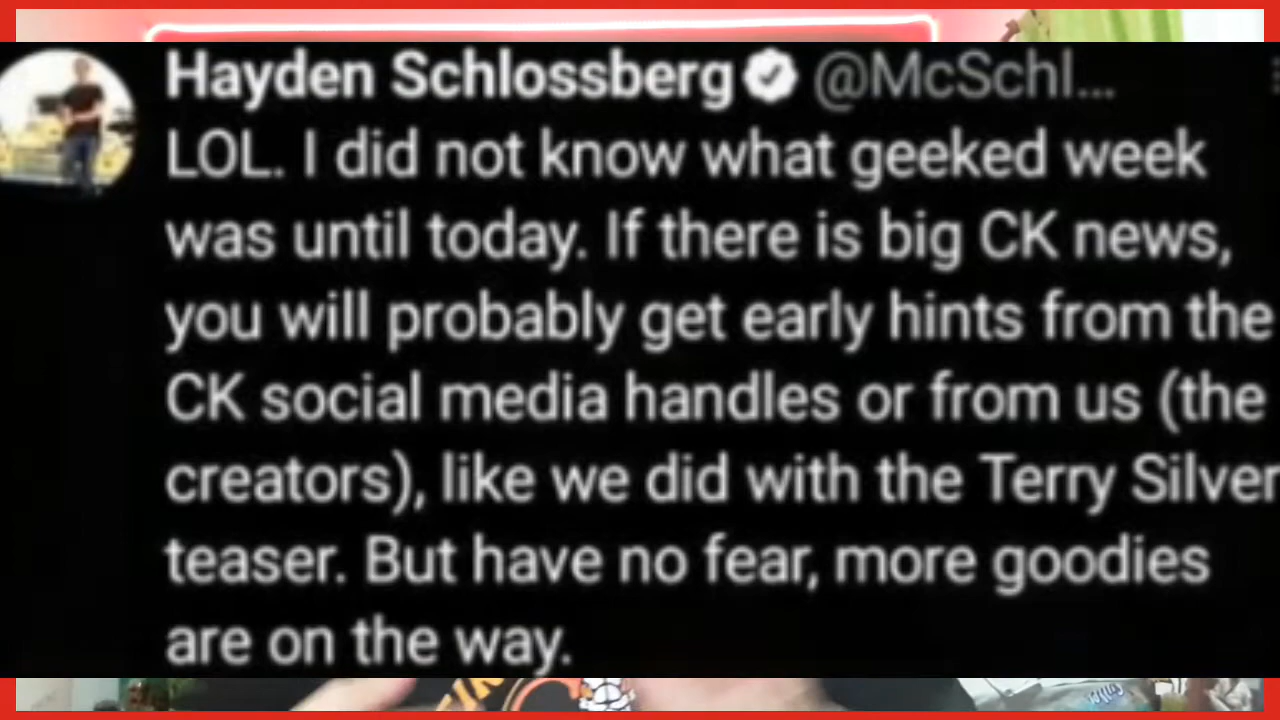 Hayden Schlossberg @McSchl...
LOL. I did not know what geeked week
was until today. If there is big CK news,
you will probably get early hints from the
CK social media handles or from us (the
creators), like we did with the Terry Silver
teaser. But have no fear, more goodies
are on the way.